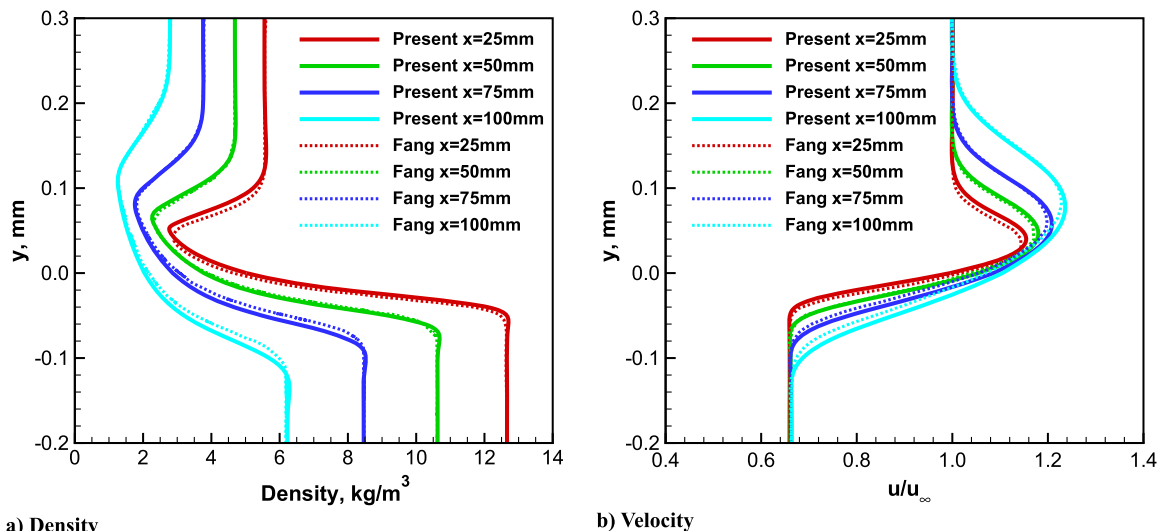 0.3
0.2
0.1
0.0
-0.1
-0.2
y, mm
0 2 4 6 8 10 12 14
Density, kg/m³
Present x=25mm
Present x=50mm
Present x=75mm
Present x=100mm
Fang x=25mm
Fang x=50mm
Fang x=75mm
Fang x=100mm
a) Density
0.3
0.2
0.1
0.0
-0.1
-0.2
y, mm
0.4 0.6 0.8 1.0 1.2 1.4
u/u∞
Present x=25mm
Present x=50mm
Present x=75mm
Present x=100mm
Fang x=25mm
Fang x=50mm
Fang x=75mm
Fang x=100mm
b) Velocity